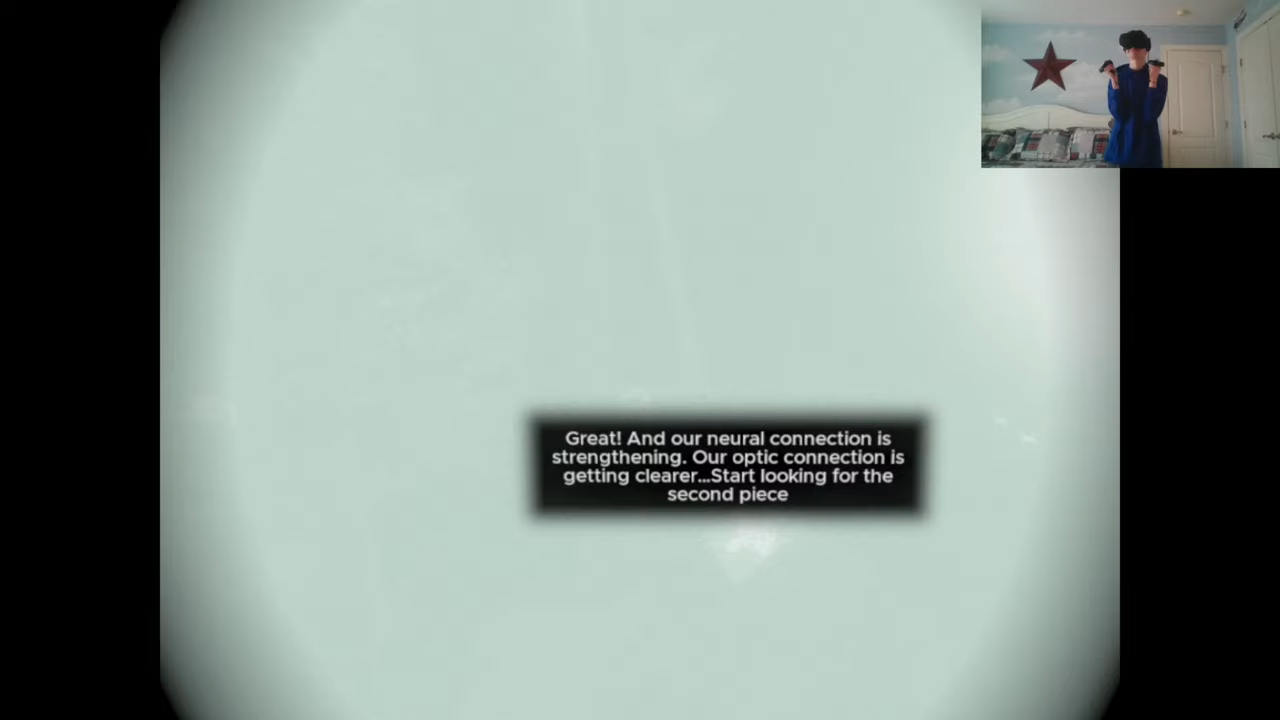 Great! And our neural connection is
strengthening. Our optic connection is
getting clearer...Start looking for the
second piece